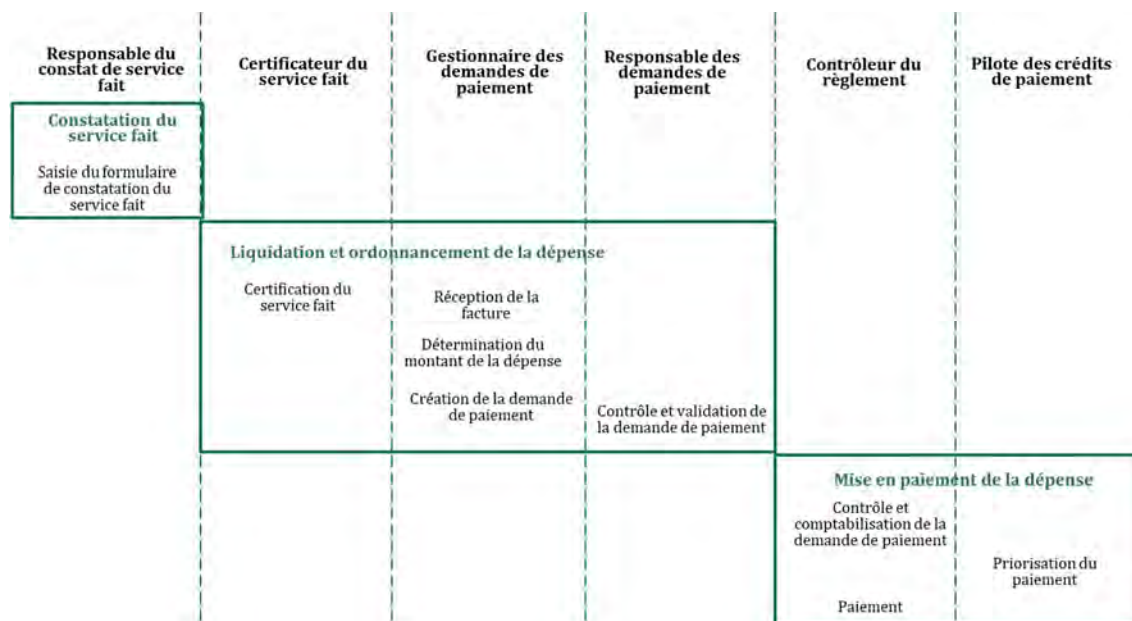 Responsable du
constat de service
fait
Certificateur du
service fait
Gestionnaire des
demandes de
paiement
Responsable des
demandes de
paiement
Contrôleur du
règlement
Pilote des crédits
de paiement
Constatation du
service fait
Saisie du formulaire
de constatation du
service fait
Liquidation et ordonnancement de la dépense
Certification du
service fait
Réception de la
facture
Détermination du
montant de la dépense
Création de la demande
de paiement
Contrôle et validation de
la demande de paiement
Mise en paiement de la dépense
Contrôle et
comptabilisation de la
demande de paiement
Priorisation du
paiement
Paiement